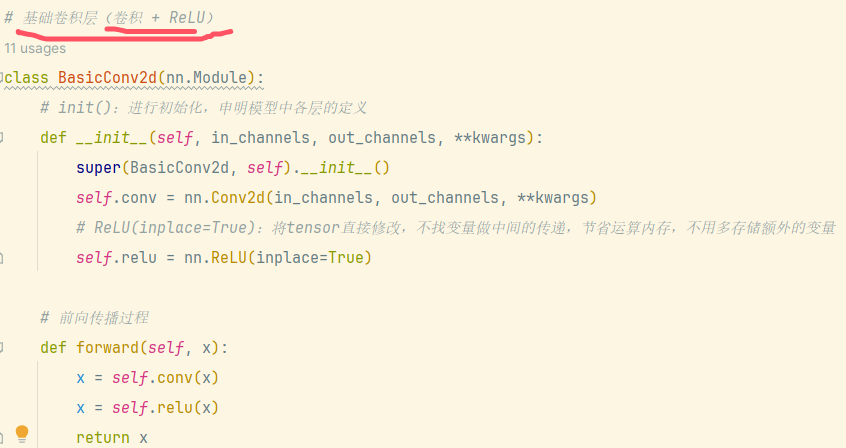 # 基础卷积层（卷积 + ReLU）
11 usages
class BasicConv2d(nn.Module):
# init()：进行初始化，申明模型中各层的定义
def __init__(self, in_channels, out_channels, **kwargs):
super(BasicConv2d, self).__init__()
self.conv = nn.Conv2d(in_channels, out_channels, **kwargs)
# ReLU(inplace=True)：将tensor直接修改，不找变量做中间的传递，节省运算内存，不用多存储额外的变量
self.relu = nn.ReLU(inplace=True)
# 前向传播过程
def forward(self, x):
x = self.conv(x)
x = self.relu(x)
return x